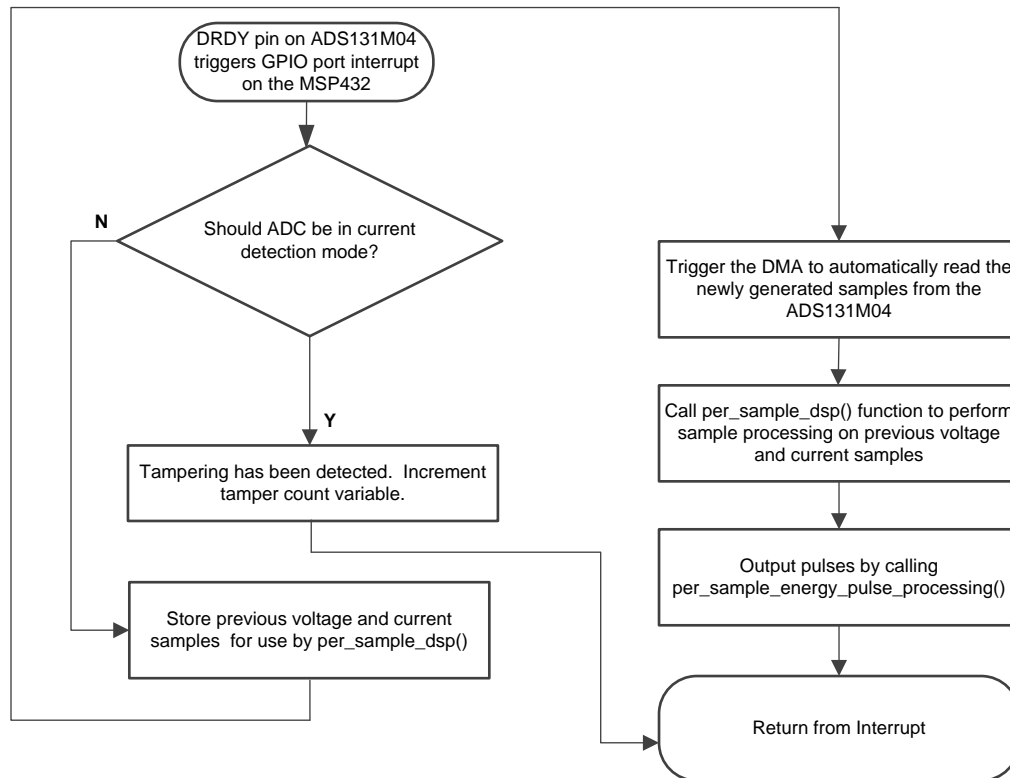 DRDY pin on ADS131M04
triggers GPIO port interrupt
on the MSP432
N
Should ADC be in current
detection mode?
Y
Tampering has been detected.  Increment
tamper count variable.
Store previous voltage and current
samples  for use by per_sample_dsp()
Trigger the DMA to automatically read the
newly generated samples from the
ADS131M04
Call per_sample_dsp() function to perform
sample processing on previous voltage
and current samples
Output pulses by calling
per_sample_energy_pulse_processing()
Return from Interrupt